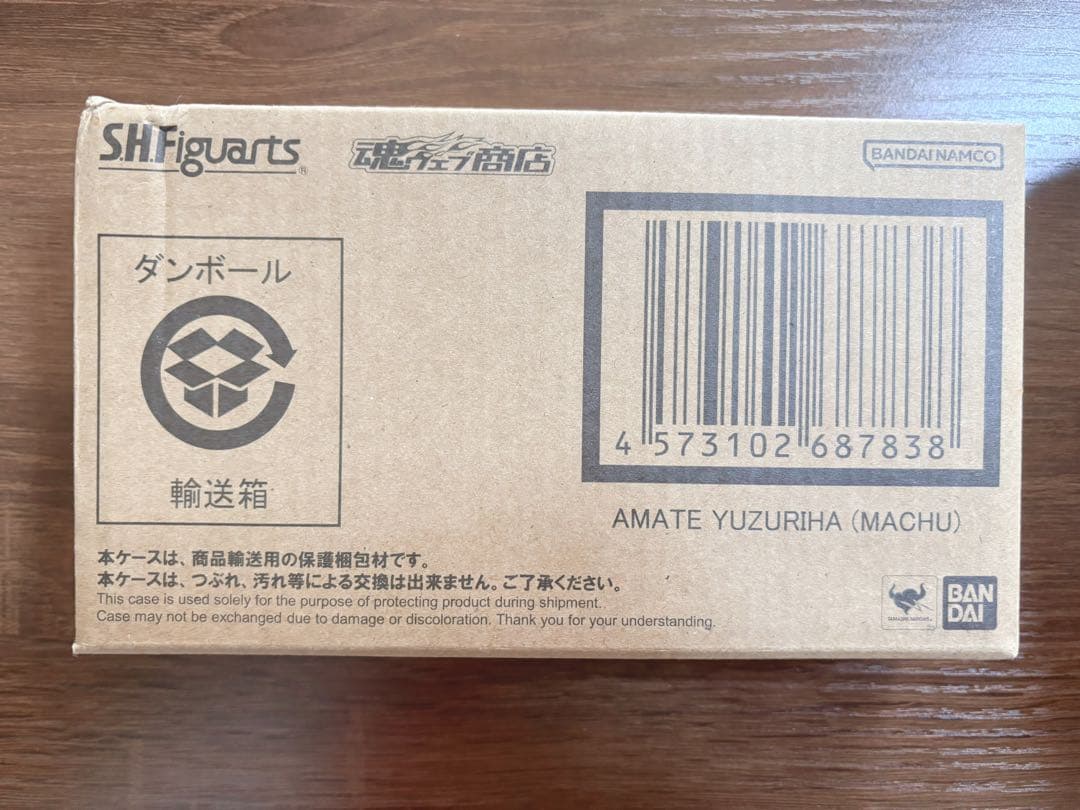 S.H.Figuarts®
魂ウェブ商店
BANDAI NAMCO
ダンボール
輸送箱
4 573102 687838
AMATE YUZURIHA (MACHU)
本ケースは、商品輸送用の保護梱包材です。
本ケースは、つぶれ、汚れ等による交換は出来ません。ご了承ください。
This case is used solely for the purpose of protecting product during shipment.
Case may not be exchanged due to damage or discoloration. Thank you for your understanding.
TAMASHII NATIONS
BAN
DAI